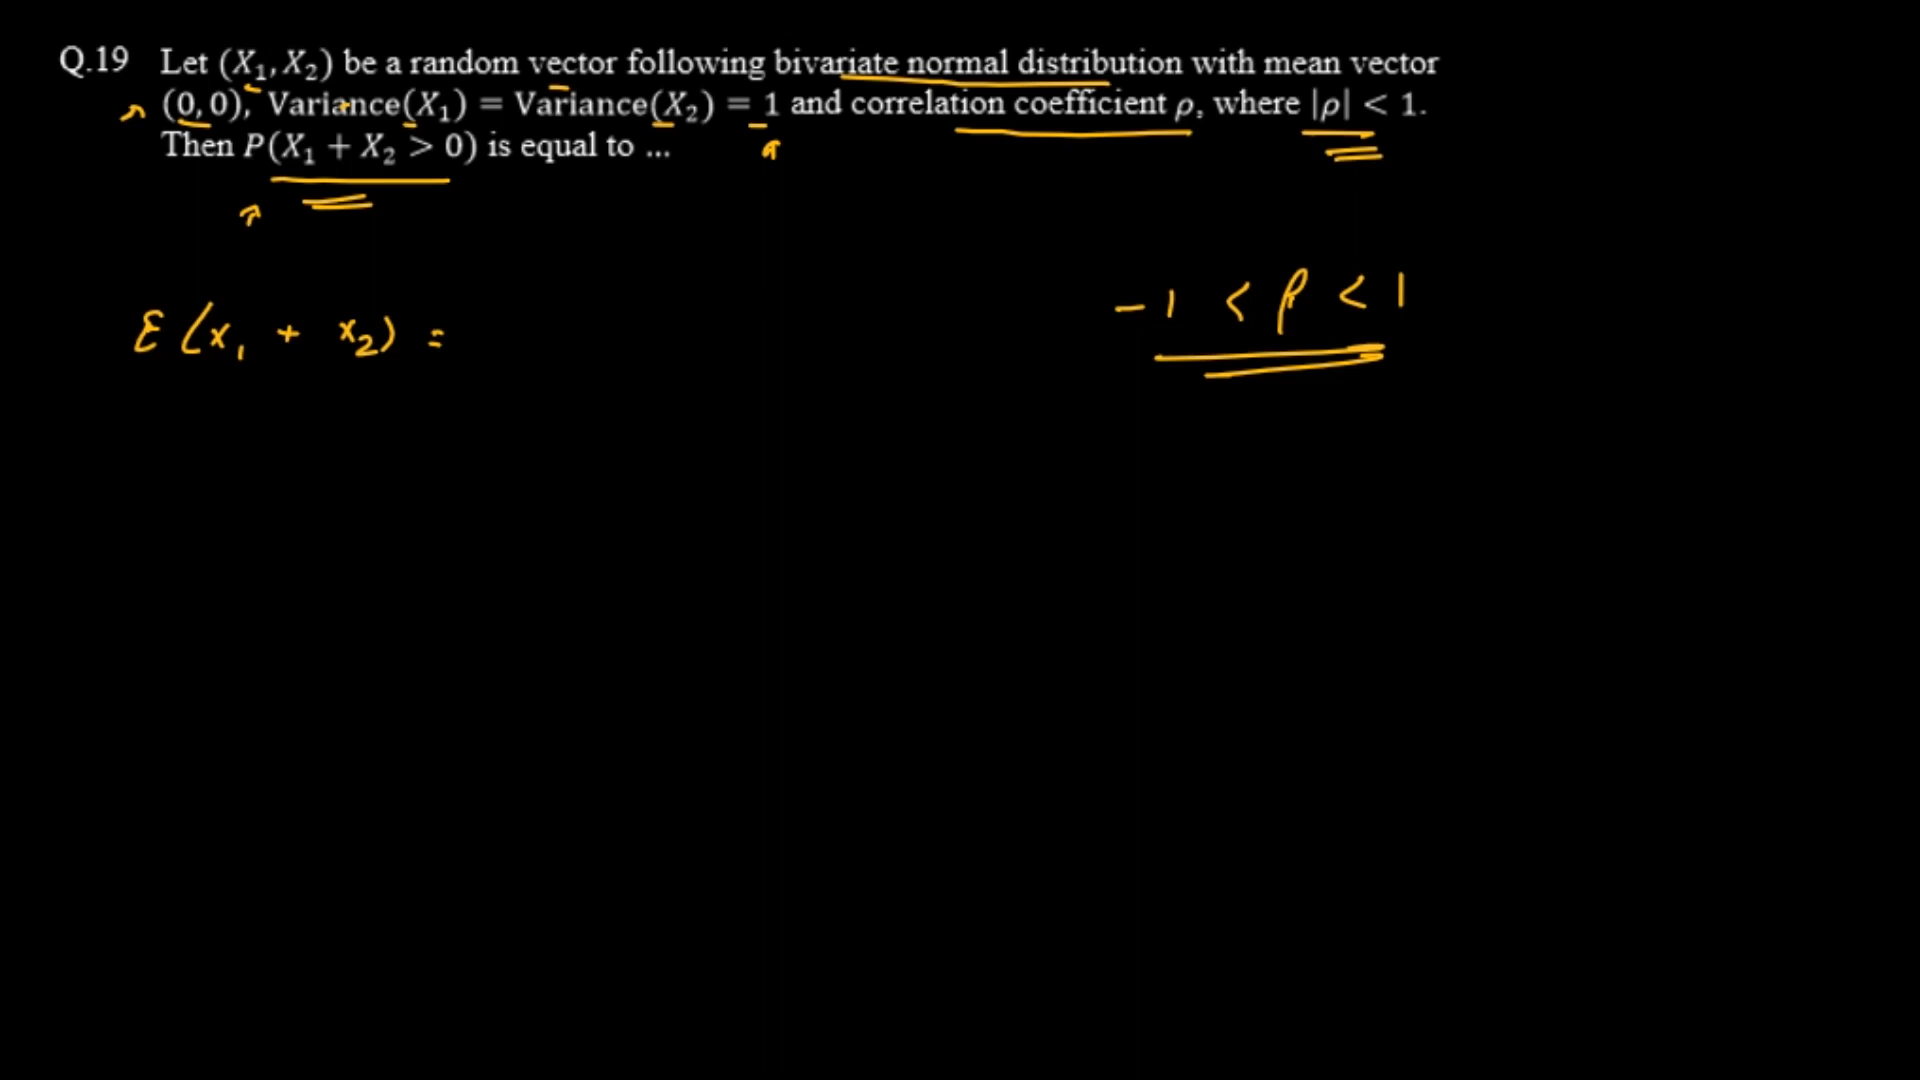 Q.19 Let (X₁, X₂) be a random vector following bivariate normal distribution with mean vector
(0, 0), Variance(X₁) = Variance(X₂) = 1 and correlation coefficient ρ, where |ρ| < 1.
Then P(X₁ + X₂ > 0) is equal to ...
-1 < ρ < 1
E(x₁ + x₂) =